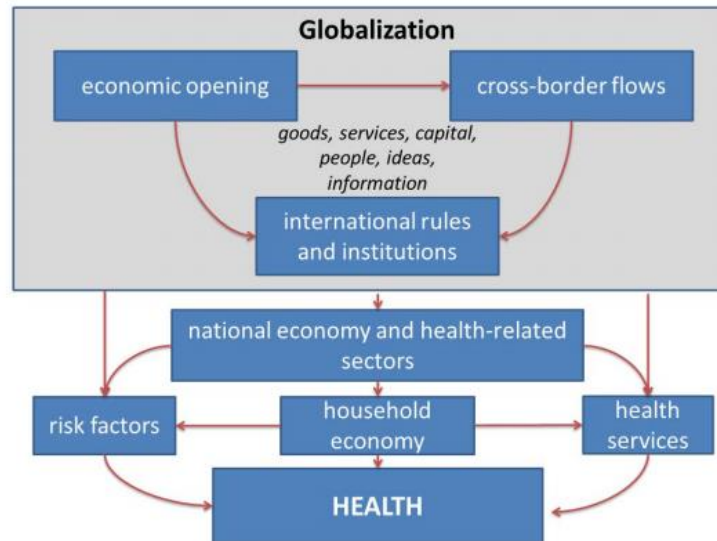 Globalization
economic opening
cross-border flows
goods, services, capital,
people, ideas,
information
international rules
and institutions
national economy and health-related
sectors
risk factors
household
economy
health
services
HEALTH